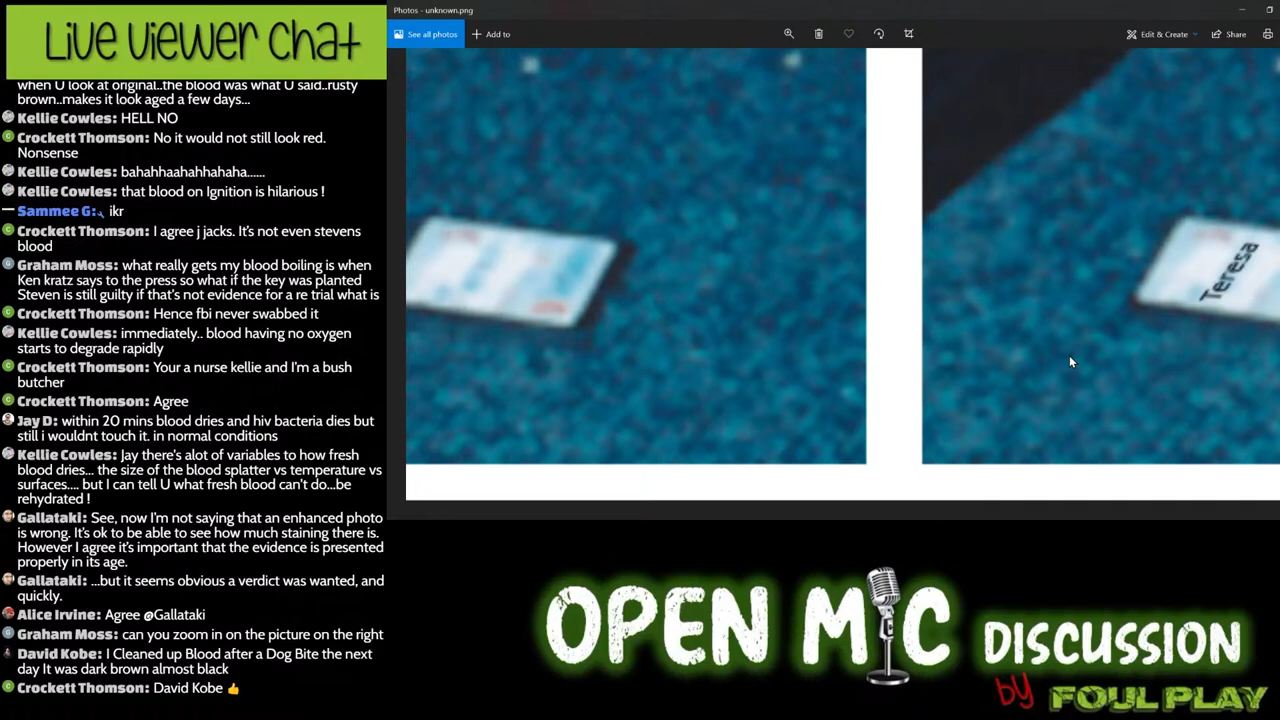 Live Viewer Chat
when U look at original..the blood was what U said..rusty
brown..makes it look aged a few days...
Kellie Cowles: HELL NO
Crockett Thomson: No it would not still look red.
Nonsense
Kellie Cowles: bahahhaahahhahaha......
Kellie Cowles: that blood on Ignition is hilarious !
Sammee G: ikr
Crockett Thomson: I agree j jacks. It's not even stevens
blood
Graham Moss: what really gets my blood boiling is when
Ken kratz says to the press so what if the key was planted
Steven is still guilty if that's not evidence for a re trial what is
Crockett Thomson: Hence fbi never swabbed it
Kellie Cowles: immediately.. blood having no oxygen
starts to degrade rapidly
Crockett Thomson: Your a nurse kellie and I'm a bush
butcher
Crockett Thomson: Agree
Jay D: within 20 mins blood dries and hiv bacteria dies but
still i wouldnt touch it. in normal conditions
Kellie Cowles: Jay there's alot of variables to how fresh
blood dries... the size of the blood splatter vs temperature vs
surfaces.... but I can tell U what fresh blood can't do...be
rehydrated !
Gallataki: See, now I'm not saying that an enhanced photo
is wrong. It's ok to be able to see how much staining there is.
However I agree it's important that the evidence is presented
properly in its age.
Gallataki: ...but it seems obvious a verdict was wanted, and
quickly.
Alice Irvine: Agree @Gallataki
Graham Moss: can you zoom in on the picture on the right
David Kobe: I Cleaned up Blood after a Dog Bite the next
day It was dark brown almost black
Crockett Thomson: David Kobe 👍
Photos - unknown.png
See all photos
Add to
Edit & Create
Share
Teresa
OPEN MIC
DISCUSSION
by FOUL PLAY